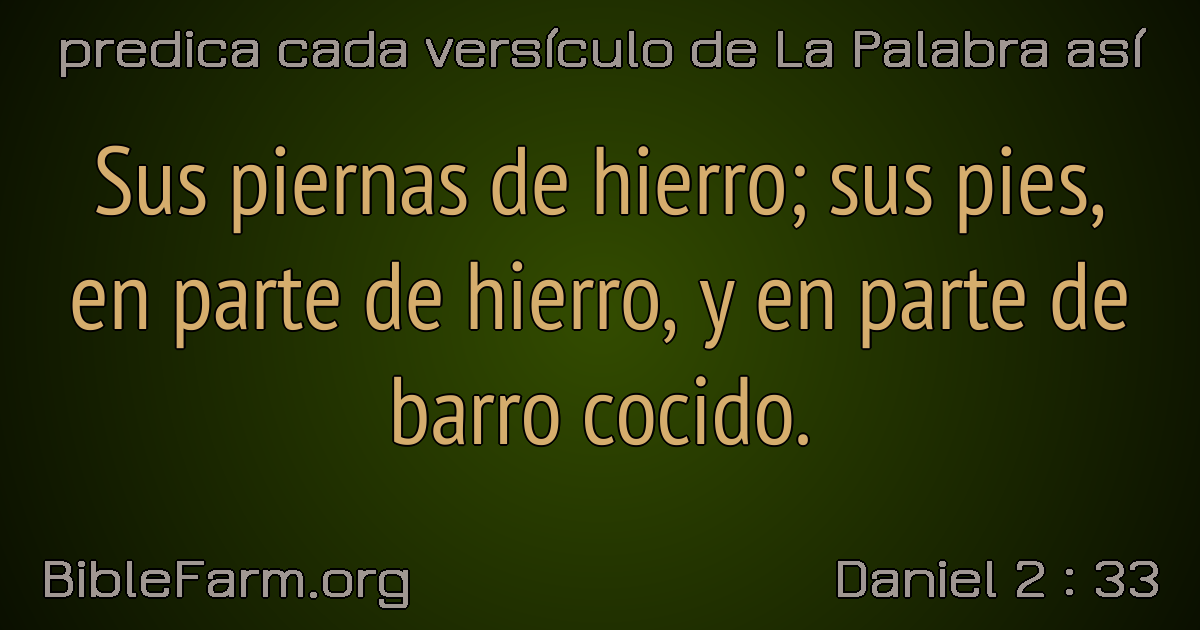 predica cada versículo de La Palabra así
Sus piernas de hierro; sus pies,
en parte de hierro, y en parte de
barro cocido.
BibleFarm.org
Daniel 2 : 33